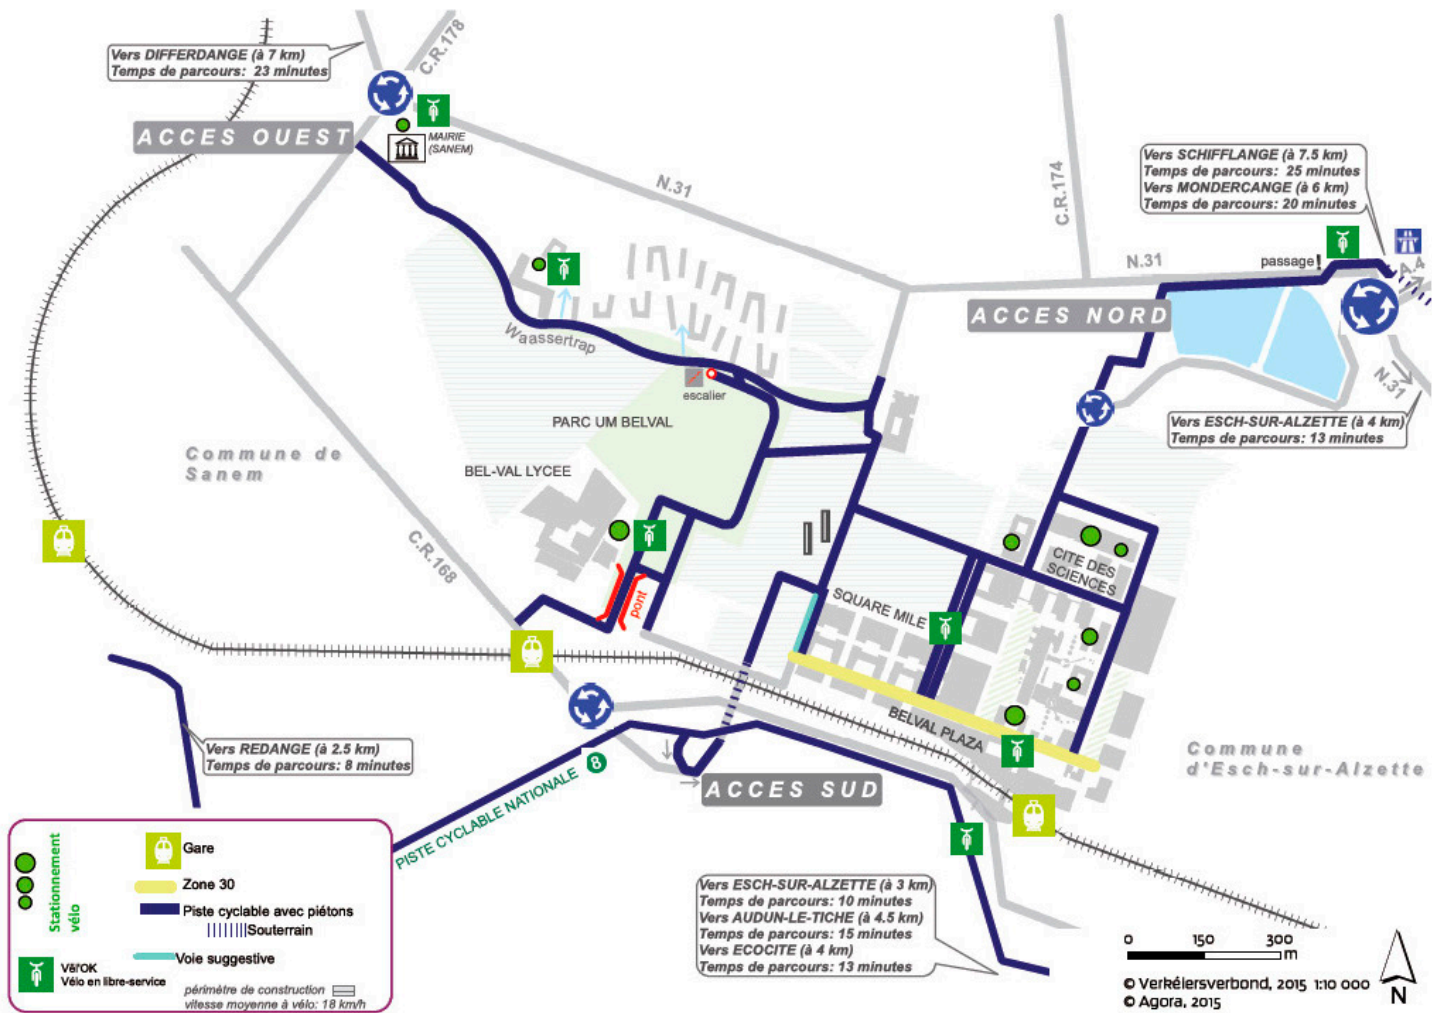 Vers DIFFERDANGE (à 7 km)
Temps de parcours: 23 minutes
C.R.178
ACCES OUEST
MAIRIE
(SANEM)
N.31
C.R.174
Vers SCHIFFLANGE (à 7.5 km)
Temps de parcours: 25 minutes
Vers MONDERCANGE (à 6 km)
Temps de parcours: 20 minutes
N.31
passage !
A.4
ACCES NORD
N.31
Vers ESCH-SUR-ALZETTE (à 4 km)
Temps de parcours: 13 minutes
Waassertrap
escalier
PARC UM BELVAL
BEL-VAL LYCEE
Commune de
Sanem
C.R.168
pont
SQUARE MILE
CITE DES
SCIENCES
BELVAL PLAZA
Commune
d'Esch-sur-Alzette
Vers REDANGE (à 2.5 km)
Temps de parcours: 8 minutes
PISTE CYCLABLE NATIONALE 8
ACCES SUD
Vers ESCH-SUR-ALZETTE (à 3 km)
Temps de parcours: 10 minutes
Vers AUDUN-LE-TICHE (à 4.5 km)
Temps de parcours: 15 minutes
Vers ECOCITE (à 4 km)
Temps de parcours: 13 minutes
Stationnement
vélo
Gare
Zone 30
Piste cyclable avec piétons
Souterrain
Voie suggestive
Vël'OK
Vélo en libre-service
périmètre de construction
vitesse moyenne à vélo: 18 km/h
0 150 300
m
© Verkéiersverbond, 2015 1:10 000
© Agora, 2015
N